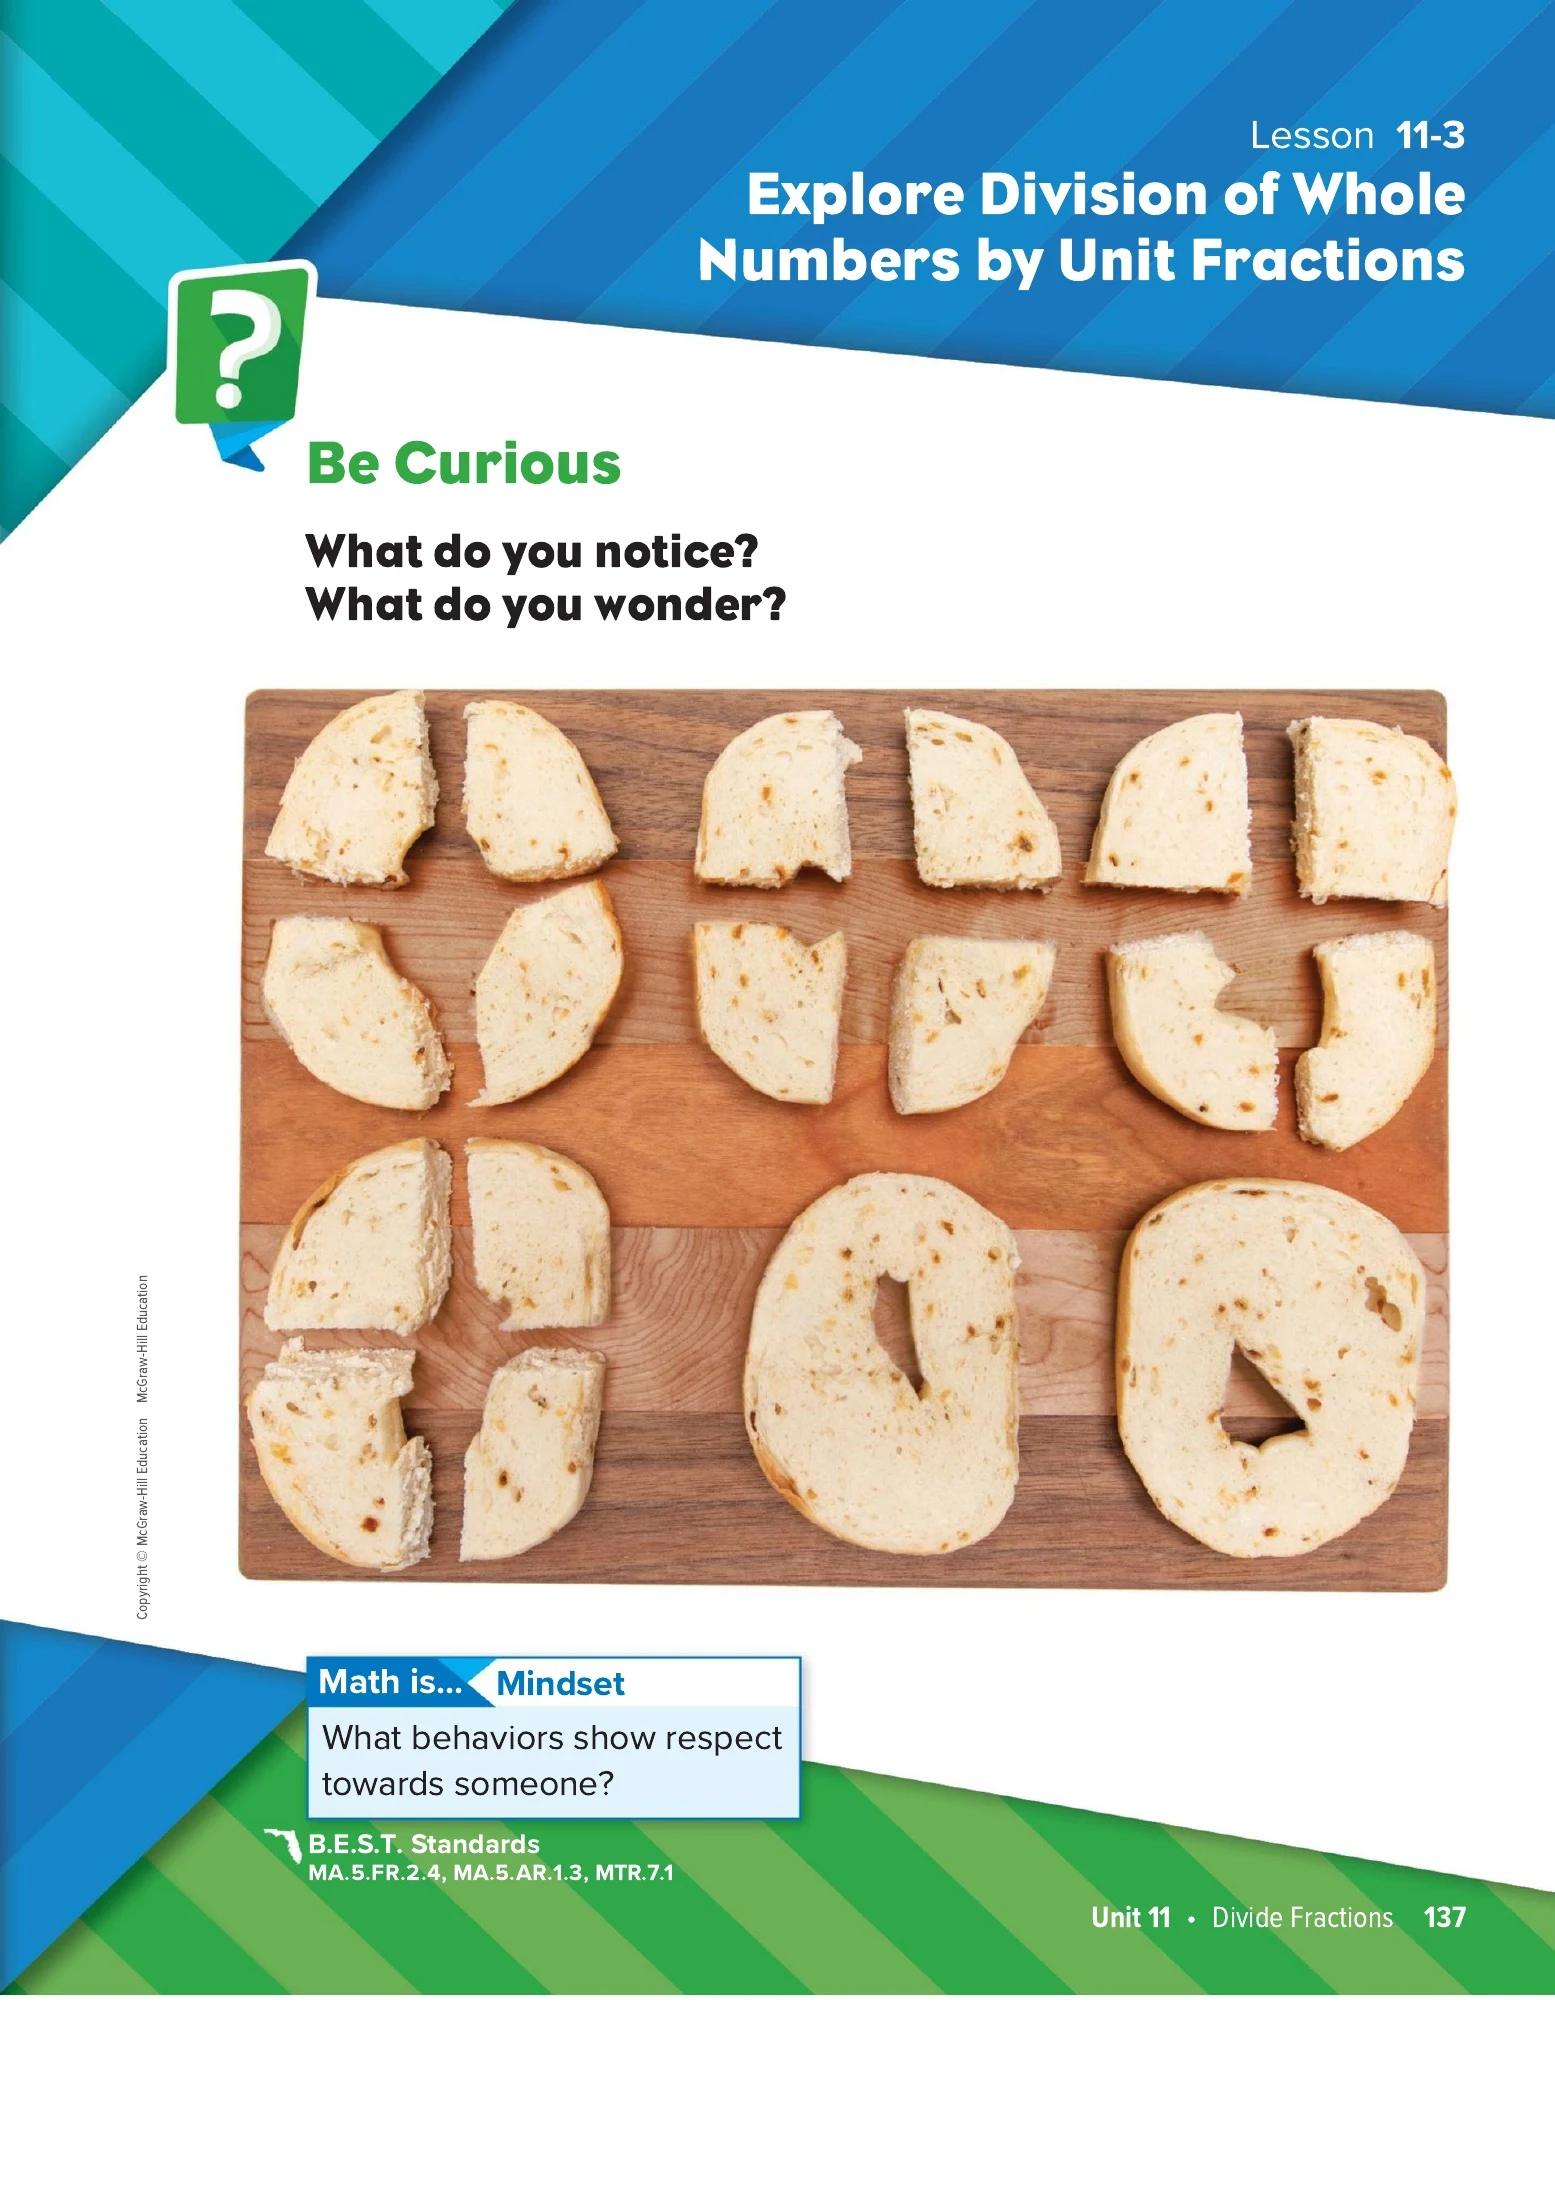 Lesson 11-3
Explore Division of Whole
Numbers by Unit Fractions
?
Be Curious
What do you notice?
What do you wonder?
Copyright © McGraw-Hill Education McGraw-Hill Education
Math is... Mindset
What behaviors show respect
towards someone?
B.E.S.T. Standards
MA.5.FR.2.4, MA.5.AR.1.3, MTR.7.1
Unit 11 • Divide Fractions 137